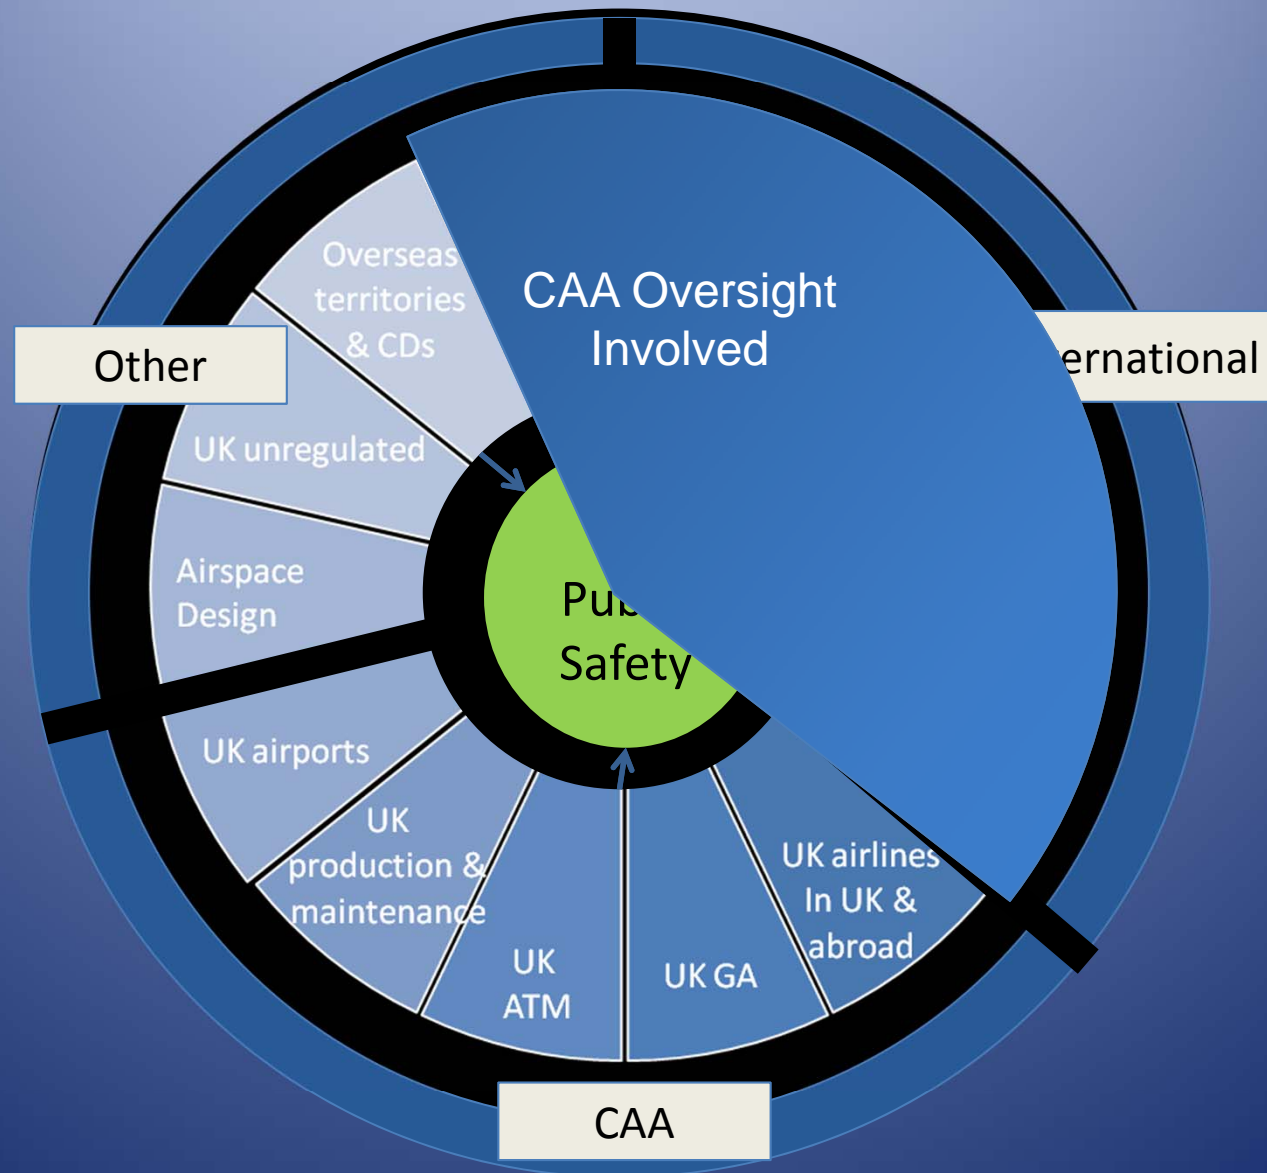 Overseas
territories
& CDs
CAA Oversight
Involved
Other
ernational
UK unregulated
Airspace
Design
Pub
Safety
UK airports
UK
production &
maintenance
UK airlines
In UK &
abroad
UK
ATM
UK GA
CAA